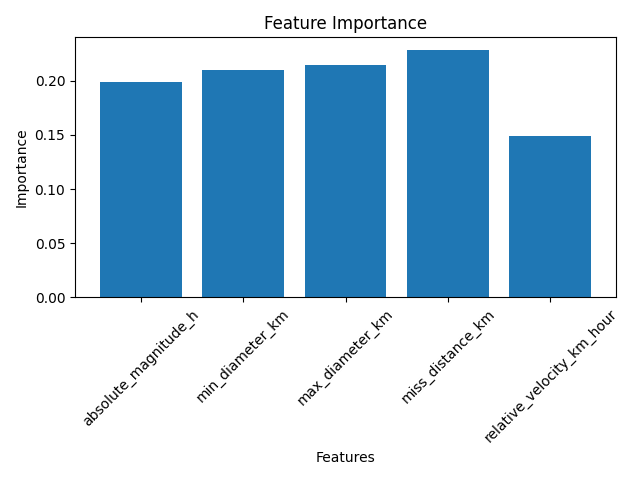 Feature Importance
Importance
0.20
0.15
0.10
0.05
0.00
absolute_magnitude_h
min_diameter_km
max_diameter_km
miss_distance_km
relative_velocity_km_hour
Features